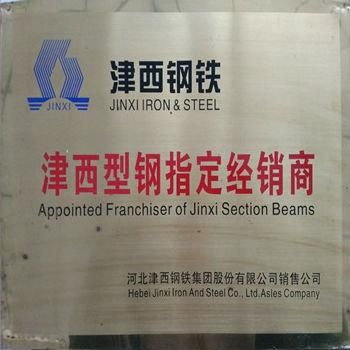 津西钢铁
JINXI
JINXI IRON & STEEL
津西型钢指定经销商
Appointed Franchiser of Jinxi Section Beams
河北津西钢铁集团股份有限公司销售公司
Hebei Jinxi Iron And Steel Co., Ltd. Asles Company